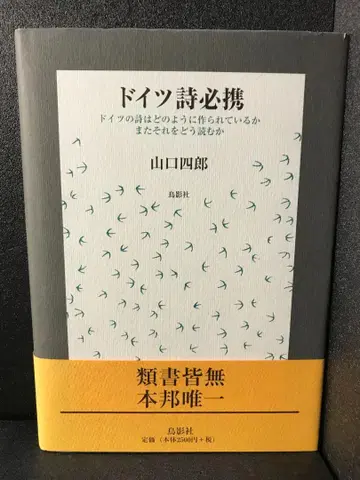 ドイツ詩必携
ドイツの詩はどのように作られているか
またそれをどう読むか
山口四郎
鳥影社
類書皆無
本邦唯一
鳥影社
定価（本体2500円+税）